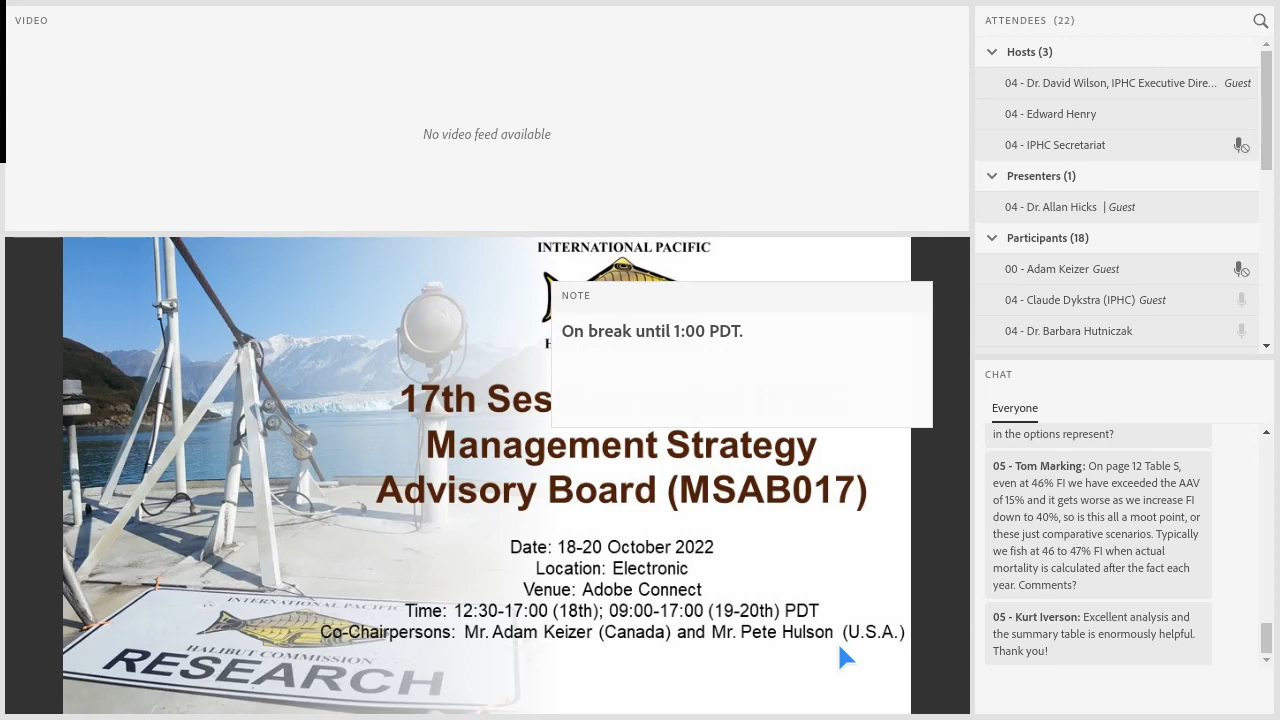 VIDEO
No video feed available
INTERNATIONAL PACIFIC
H
NOTE
On break until 1:00 PDT.
17th Ses
Management Strategy
Advisory Board (MSAB017)
Date: 18-20 October 2022
Location: Electronic
Venue: Adobe Connect
Time: 12:30-17:00 (18th); 09:00-17:00 (19-20th) PDT
Co-Chairpersons: Mr. Adam Keizer (Canada) and Mr. Pete Hulson (U.S.A.)
INTERNATIONAL PACIFIC
HALIBUT COMMISSION
RESEARCH
ATTENDEES (22)
Hosts (3)
04 - Dr. David Wilson, IPHC Executive Dire... Guest
04 - Edward Henry
04 - IPHC Secretariat
Presenters (1)
04 - Dr. Allan Hicks | Guest
Participants (18)
00 - Adam Keizer Guest
04 - Claude Dykstra (IPHC) Guest
04 - Dr. Barbara Hutniczak
CHAT
Everyone
in the options represent?
05 - Tom Marking: On page 12 Table 5,
even at 46% FI we have exceeded the AAV
of 15% and it gets worse as we increase FI
down to 40%, so is this all a moot point, or
are these just comparative scenarios. Typically
we fish at 46 to 47% FI when actual
mortality is calculated after the fact each
year. Comments?
05 - Kurt Iverson: Excellent analysis and
the summary table is enormously helpful.
Thank you!